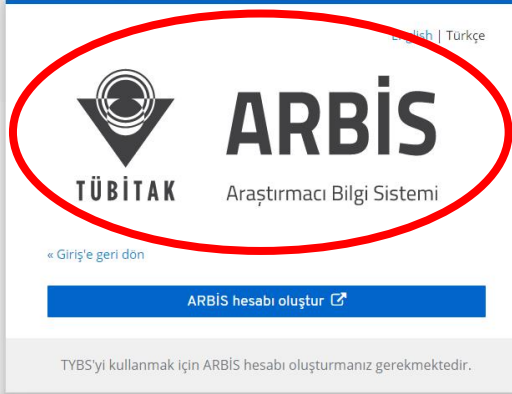 English | Türkçe
ARBİS
TÜBİTAK
Araştırmacı Bilgi Sistemi
« Giriş'e geri dön
ARBİS hesabı oluştur
TYBS'yi kullanmak için ARBİS hesabı oluşturmanız gerekmektedir.